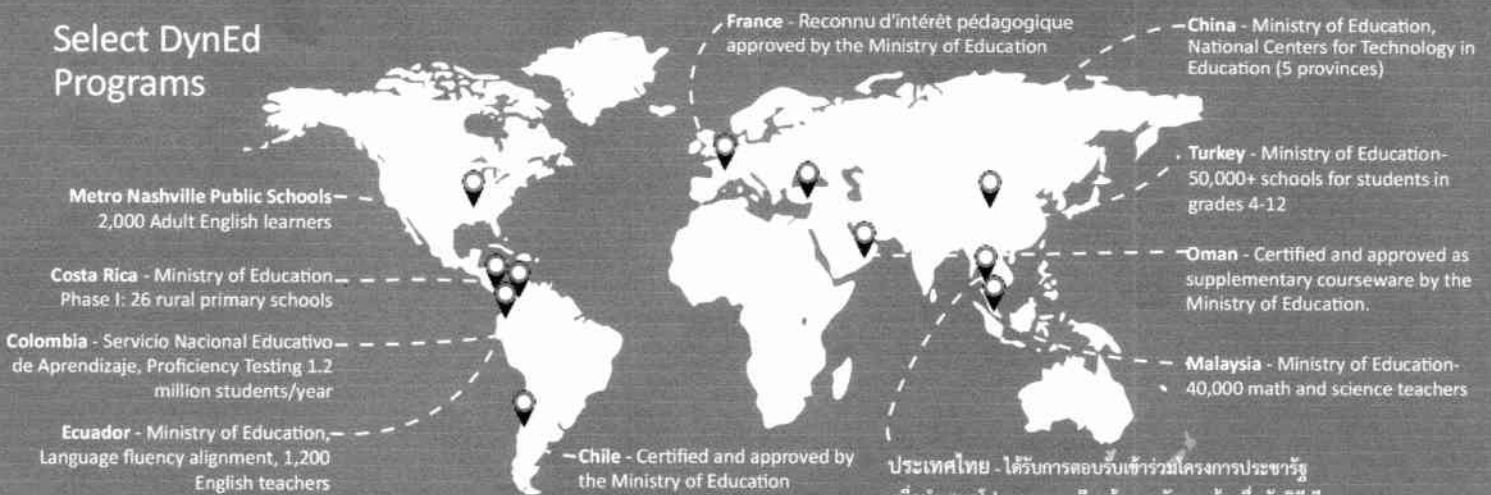 Select DynEd
Programs
Metro Nashville Public Schools
2,000 Adult English learners
Costa Rica - Ministry of Education
Phase I: 26 rural primary schools
Colombia - Servicio Nacional Educativo
de Aprendizaje, Proficiency Testing 1.2
million students/year
Ecuador - Ministry of Education,
Language fluency alignment, 1,200
English teachers
France - Reconnu d'intérêt pédagogique
approved by the Ministry of Education
Chile - Certified and approved by
the Ministry of Education
China - Ministry of Education,
National Centers for Technology in
Education (5 provinces)
Turkey - Ministry of Education-
50,000+ schools for students in
grades 4-12
Oman - Certified and approved as
supplementary courseware by the
Ministry of Education.
Malaysia - Ministry of Education-
40,000 math and science teachers
ประเทศไทย - ได้รับการตอบรับเข้าร่วมโครงการประชารัฐ